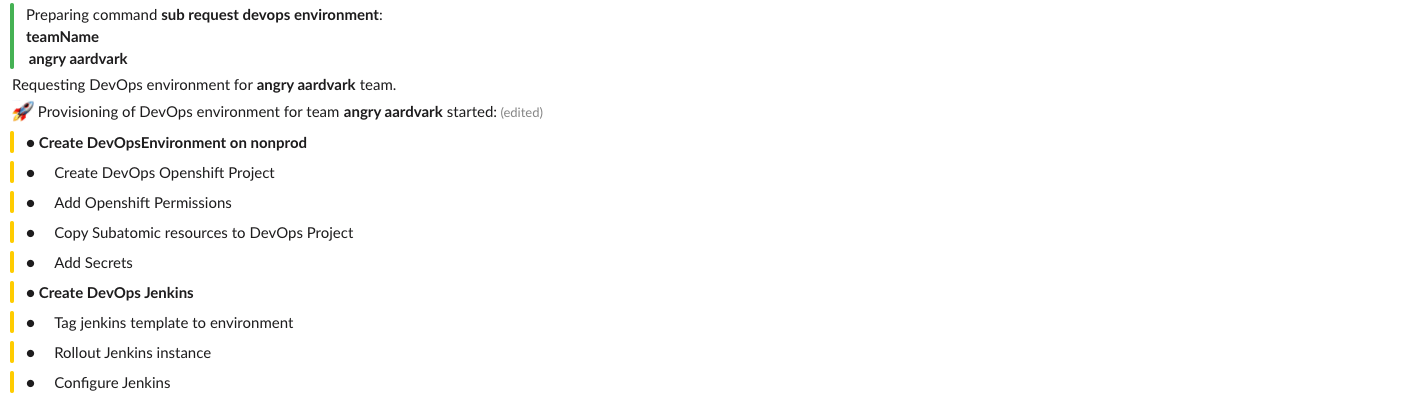 Preparing command sub request devops environment:
teamName
angry aardvark
Requesting DevOps environment for angry aardvark team.
🚀 Provisioning of DevOps environment for team angry aardvark started: (edited)
● Create DevOpsEnvironment on nonprod
● Create DevOps Openshift Project
● Add Openshift Permissions
● Copy Subatomic resources to DevOps Project
● Add Secrets
● Create DevOps Jenkins
● Tag jenkins template to environment
● Rollout Jenkins instance
● Configure Jenkins